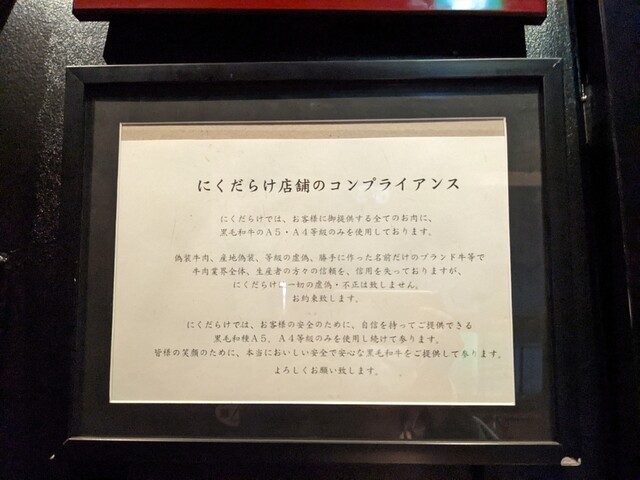 にくだらけ店舗のコンプライアンス
にくだらけでは、お客様に御提供する全てのお肉に、
黒毛和牛のA5・A4等級のみを使用しております。
偽装牛肉、産地偽装、等級の虚偽、勝手に作った名前だけのブランド牛等で
牛肉業界全体、生産者の方々の信頼を、信用を失っておりますが、
にくだらけは一切の虚偽・不正は致しません。
お約束致します。
にくだらけでは、お客様の安全のために、自信を持ってご提供できる
黒毛和種A5、A4等級のみを使用し続けて参ります。
皆様の笑顔のために、本当においしい安全で安心な黒毛和牛をご提供して参ります。
よろしくお願い致します。